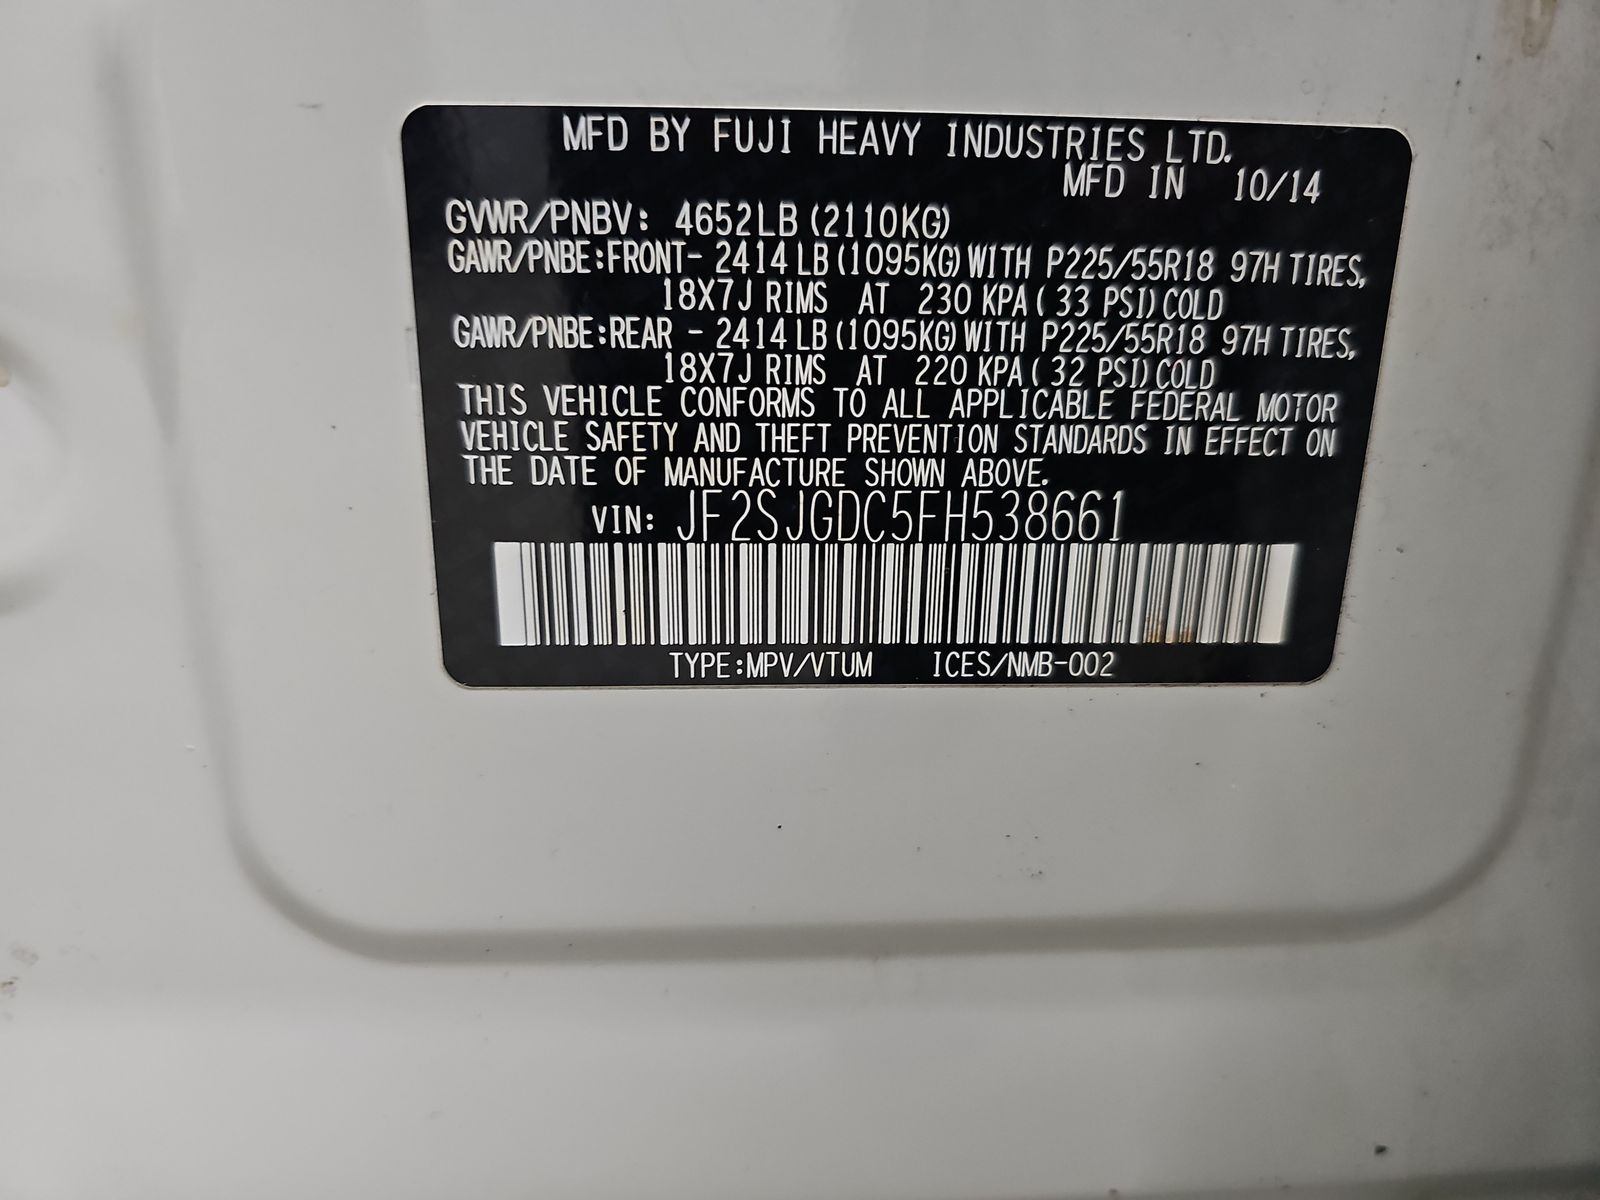 MFD BY FUJI HEAVY INDUSTRIES LTD.
MFD IN 10/14
GVWR/PNBV: 4652LB (2110KG)
GAWR/PNBE:FRONT- 2414 LB (1095KG) WITH P225/55R18 97H TIRES,
18X7J RIMS AT 230 KPA ( 33 PSI) COLD
GAWR/PNBE:REAR - 2414 LB (1095KG) WITH P225/55R18 97H TIRES,
18X7J RIMS AT 220 KPA ( 32 PSI) COLD
THIS VEHICLE CONFORMS TO ALL APPLICABLE FEDERAL MOTOR
VEHICLE SAFETY AND THEFT PREVENTION STANDARDS IN EFFECT ON
THE DATE OF MANUFACTURE SHOWN ABOVE.
VIN: JF2SJGDC5FH538661
TYPE:MPV/VTUM ICES/NMB-002